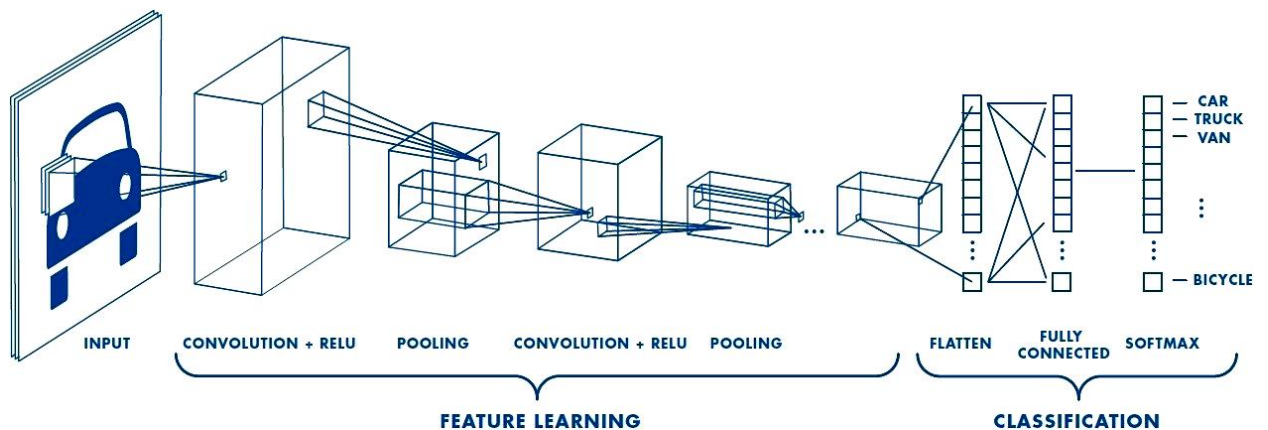 CAR
TRUCK
VAN
BICYCLE
INPUT
CONVOLUTION + RELU
POOLING
CONVOLUTION + RELU
POOLING
FLATTEN
FULLY
CONNECTED
SOFTMAX
FEATURE LEARNING
CLASSIFICATION